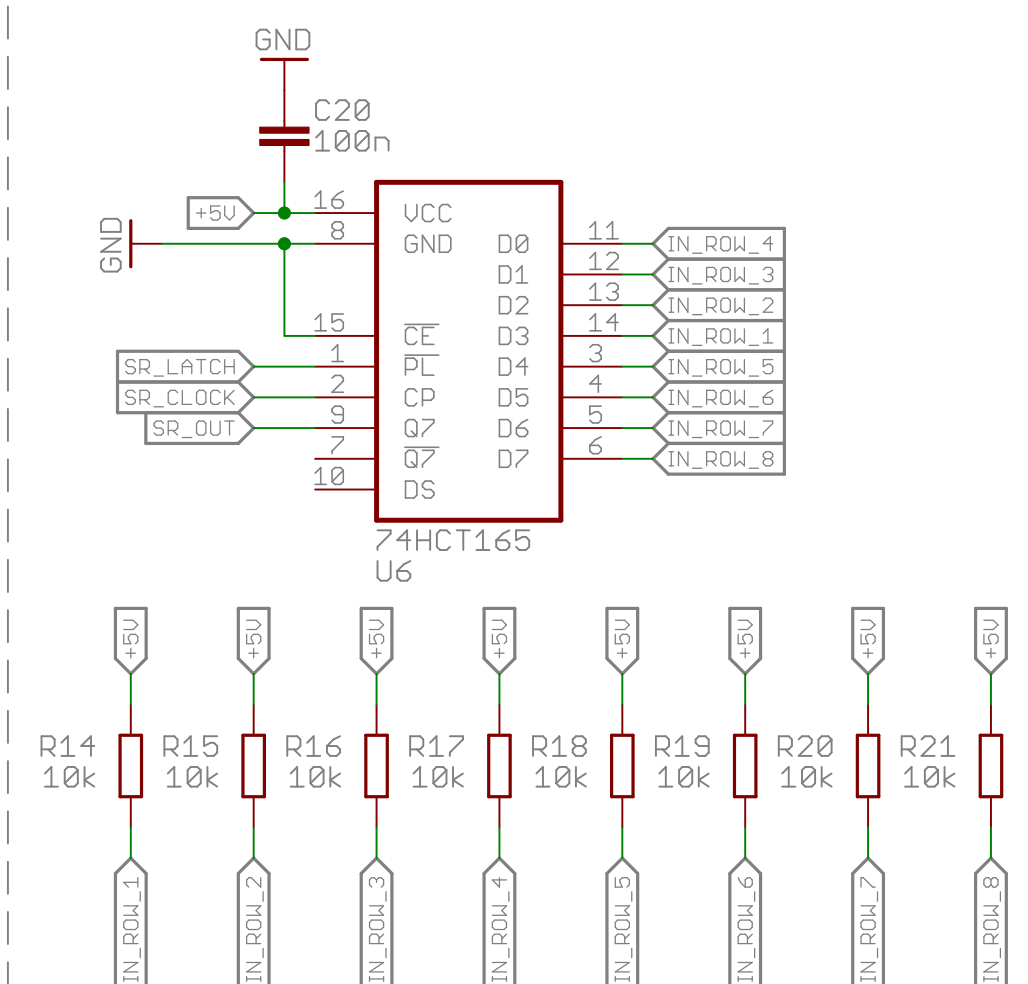 GND
C20
100n
+5V
16
VCC
GND
8
GND
D0
11
IN_ROW_4
D1
12
IN_ROW_3
D2
13
IN_ROW_2
15
CE
D3
14
IN_ROW_1
SR_LATCH
1
PL
D4
3
IN_ROW_5
SR_CLOCK
2
CP
D5
4
IN_ROW_6
SR_OUT
9
Q7
D6
5
IN_ROW_7
7
Q7
D7
6
IN_ROW_8
10
DS
74HCT165
U6
+5V
+5V
+5V
+5V
+5V
+5V
+5V
+5V
R14
10k
R15
10k
R16
10k
R17
10k
R18
10k
R19
10k
R20
10k
R21
10k
IN_ROW_1
IN_ROW_2
IN_ROW_3
IN_ROW_4
IN_ROW_5
IN_ROW_6
IN_ROW_7
IN_ROW_8